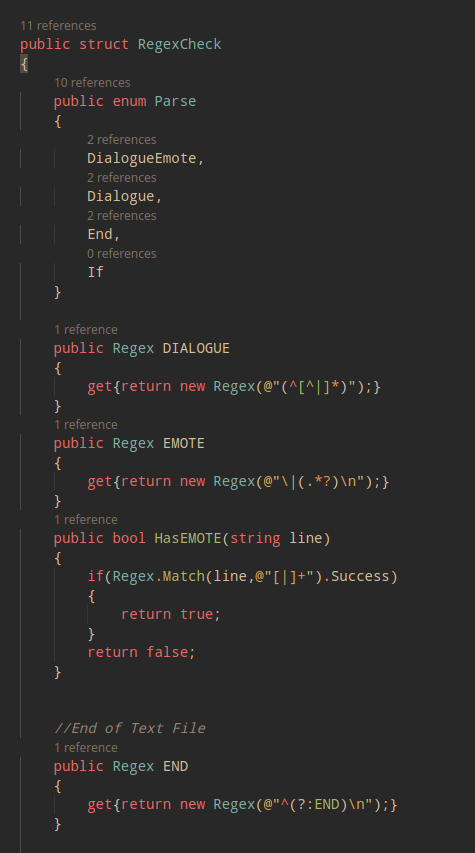 11 references
public struct RegexCheck
{
10 references
public enum Parse
{
2 references
DialogueEmote,
2 references
Dialogue,
2 references
End,
0 references
If
}
1 reference
public Regex DIALOGUE
{
get{return new Regex(@"(^[^|]*)");}
}
1 reference
public Regex EMOTE
{
get{return new Regex(@"\|(.*?)\n");}
}
1 reference
public bool HasEMOTE(string line)
{
if(Regex.Match(line,@"[|]+").Success)
{
return true;
}
return false;
}
//End of Text File
1 reference
public Regex END
{
get{return new Regex(@"^(?:END)\n");}
}